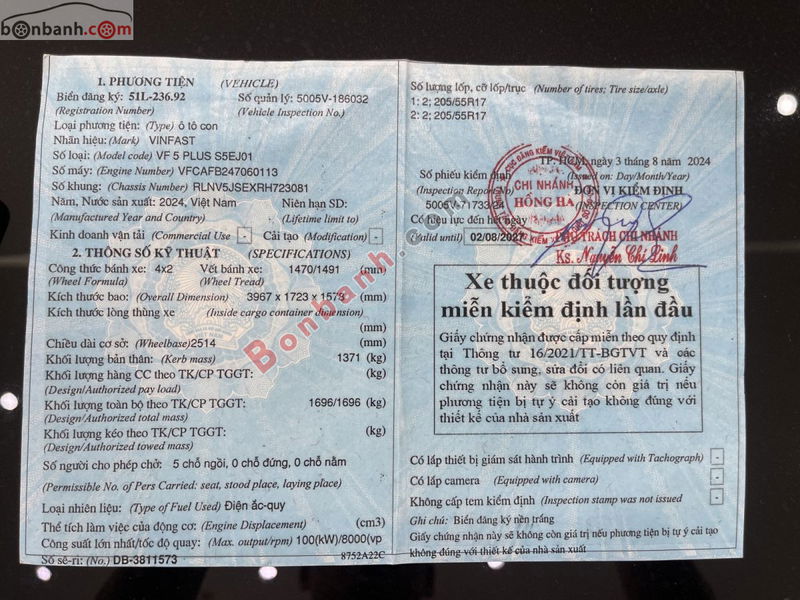 bonbanh.com
1. PHƯƠNG TIỆN (VEHICLE)
Biển đăng ký: 51L-236.92 Số quản lý: 5005V-186032
(Registration Number) (Vehicle Inspection No.)
Loại phương tiện: (Type) ô tô con
Nhãn hiệu: (Mark) VINFAST
Số loại: (Model code) VF 5 PLUS S5EJ01
Số máy: (Engine Number) VFCAFB247060113
Số khung: (Chassis Number) RLNV5JSEXRH723081
Năm, Nước sản xuất: 2024, Việt Nam Niên hạn SD:
(Manufactured Year and Country) (Lifetime limit to)
Kinh doanh vận tải (Commercial Use - Cải tạo (Modification) -
2. THÔNG SỐ KỸ THUẬT (SPECIFICATIONS)
Công thức bánh xe: 4x2 Vết bánh xe: 1470/1491 (mm)
(Wheel Formula) (Wheel Tread)
Kích thước bao: (Overall Dimension) 3967 x 1723 x 1573 (mm)
Kích thước lòng thùng xe (Inside cargo container dimension)
(mm)
Chiều dài cơ sở: (Wheelbase) 2514 (mm)
Khối lượng bản thân: (Kerb mass) 1371 (kg)
Khối lượng hàng CC theo TK/CP TGGT: (kg)
(Design/Authorized pay load)
Khối lượng toàn bộ theo TK/CP TGGT: 1696/1696 (kg)
(Design/Authorized total mass)
Khối lượng kéo theo TK/CP TGGT: (kg)
(Design/Authorized towed mass)
Số người cho phép chở: 5 chỗ ngồi, 0 chỗ đứng, 0 chỗ nằm
(Permissible No. of Pers Carried: seat, stood place, laying place)
Loại nhiên liệu: (Type of Fuel Used) Điện ắc-quy
Thể tích làm việc của động cơ: (Engine Displacement) (cm3)
Công suất lớn nhất/tốc độ quay: (Max. output/rpm) 100(kW)/8000(vp
Số sê-ri: (No.) DB-3811573 8752A22C
Số lượng lốp, cỡ lốp/trục (Number of tires; Tire size/axle)
1: 2; 205/55R17
2: 2; 205/55R17
TP. HCM, ngày 3 tháng 8 năm 2024
Số phiếu kiểm định (Issued on: Day/Month/Year)
(Inspection Report No) ĐƠN VỊ KIỂM ĐỊNH
5005V-71733/24 (INSPECTION CENTER)
Có hiệu lực đến hết ngày
(Valid until) 02/08/2027 PHỤ TRÁCH CHI NHÁNH
Ks. Nguyễn Chí Linh
CỤC ĐĂNG KIỂM VIỆT NAM
CHI NHÁNH
HỒNG HÀ
Xe thuộc đối tượng
miễn kiểm định lần đầu
Giấy chứng nhận được cấp miễn theo quy định
tại Thông tư 16/2021/TT-BGTVT và các
thông tư bổ sung, sửa đổi có liên quan. Giấy
chứng nhận này sẽ không còn giá trị nếu
phương tiện bị tự ý cải tạo không đúng với
thiết kế của nhà sản xuất
Có lắp thiết bị giám sát hành trình (Equipped with Tachograph) -
Có lắp camera (Equipped with camera) -
Không cấp tem kiểm định (Inspection stamp was not issued -
Ghi chú: Biển đăng ký nền trắng
Giấy chứng nhận này sẽ không còn giá trị nếu phương tiện bị tự ý cải tạo
không đúng với thiết kế của nhà sản xuất
Bonbanh.com